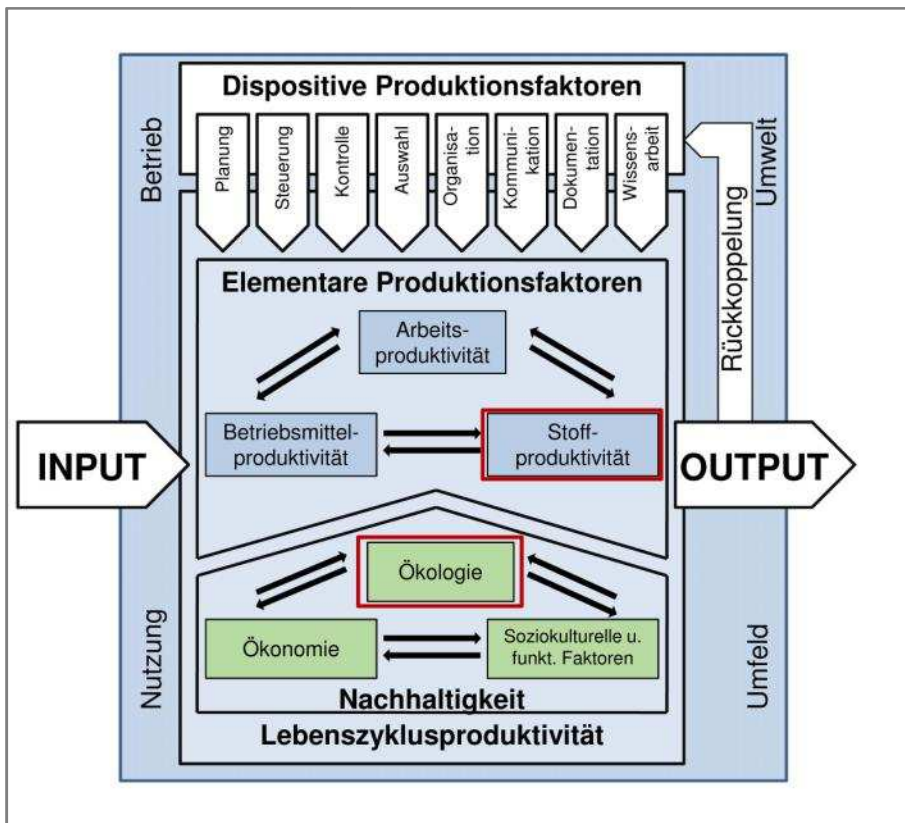 Dispositive Produktionsfaktoren
Planung
Steuerung
Kontrolle
Auswahl
Organisa-
tion
Kommuni-
kation
Dokumen-
tation
Wissens-
arbeit
Betrieb
Umwelt
Rückkoppelung
Elementare Produktionsfaktoren
Arbeits-
produktivität
Betriebsmittel-
produktivität
Stoff-
produktivität
INPUT
OUTPUT
Ökologie
Ökonomie
Soziokulturelle u.
funkt. Faktoren
Nutzung
Umfeld
Nachhaltigkeit
Lebenszyklusproduktivität